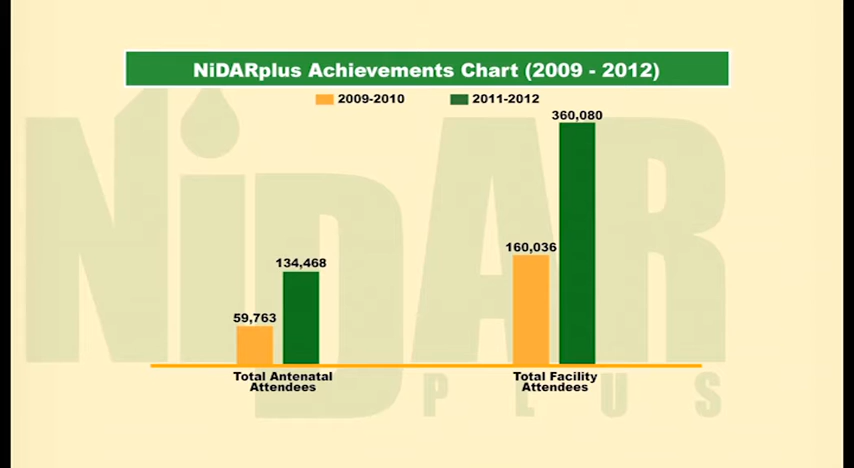 NiDARplus Achievements Chart (2009 - 2012)
2009-2010
2011-2012
360,080
160,036
134,468
59,763
Total Antenatal
Attendees
Total Facility
Attendees
NiDAR
PLUS